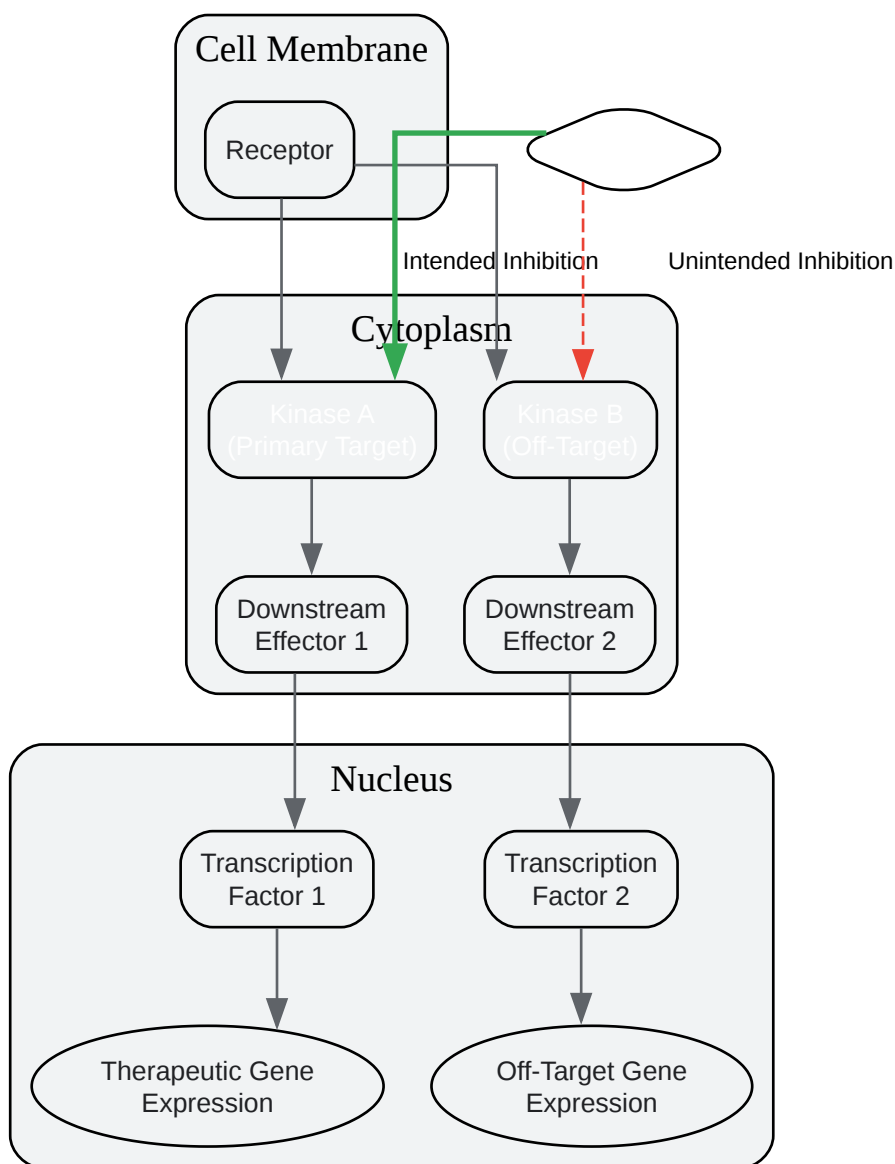 Cell Membrane
Receptor
Intended Inhibition
Unintended Inhibition
Cytoplasm
Kinase A
(Primary Target)
Kinase B
(Off-Target)
Downstream
Effector 1
Downstream
Effector 2
Nucleus
Transcription
Factor 1
Transcription
Factor 2
Therapeutic Gene
Expression
Off-Target Gene
Expression